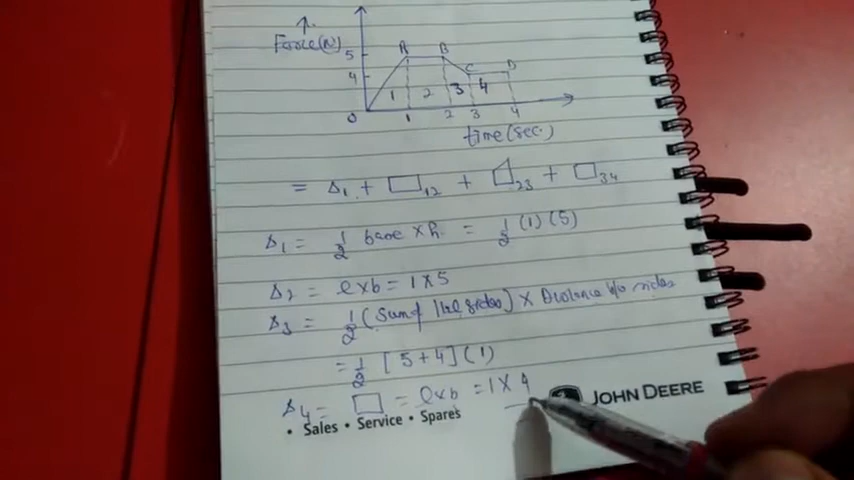 Force(N)
5 A B
4 C D
1 2 3 4
0 1 2 3 4
time(sec.)
= Δ1 + □12 + 23 + □34
Δ1 = 1/2 base x h = 1/2 (1) (5)
Δ2 = l x b = 1 x 5
Δ3 = 1/2 (Sum of llel sides) x Distance b/w sides
= 1/2 [5+4] (1)
Δ4 = □ = l x b = 1 x 4
JOHN DEERE
• Sales • Service • Spares